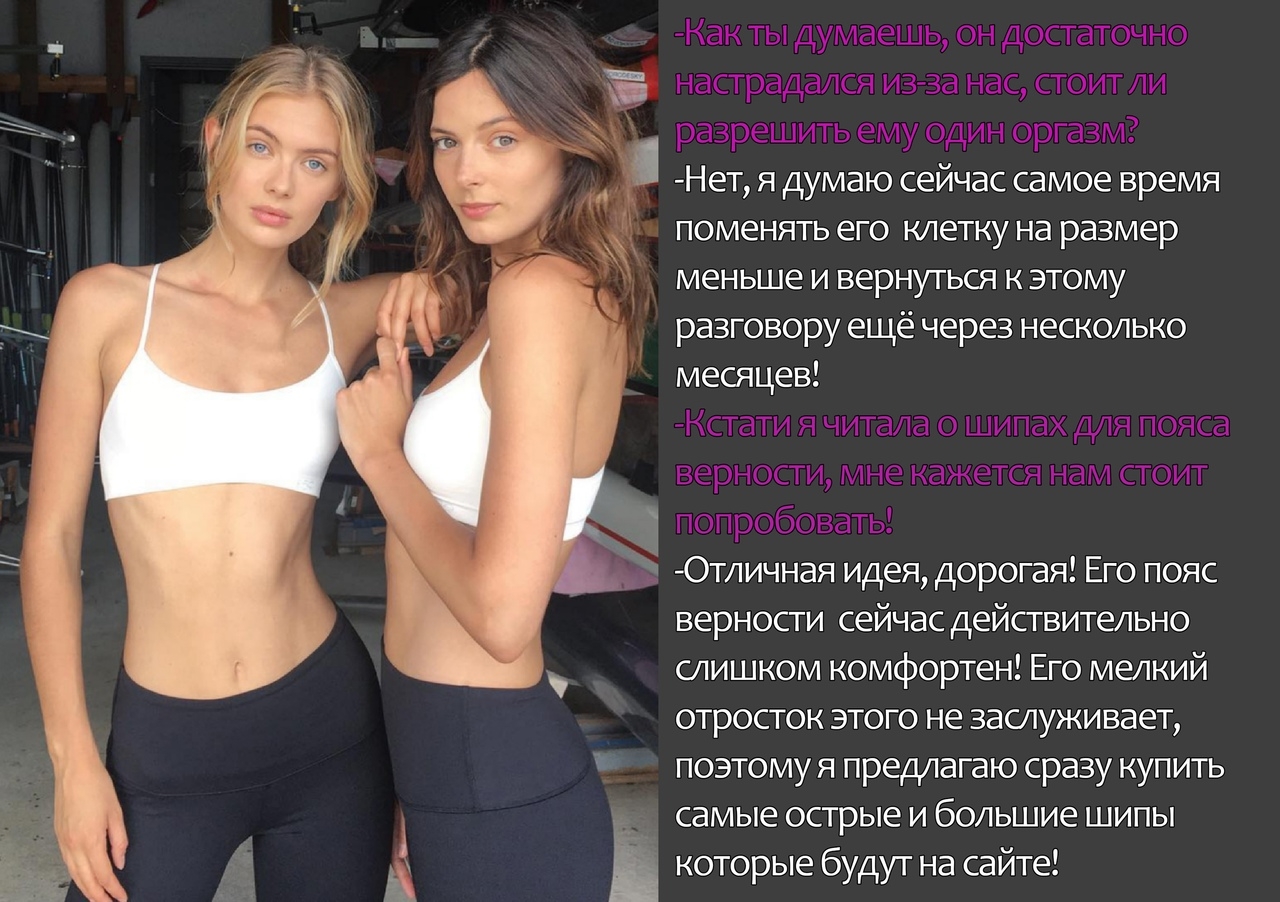 -Как ты думаешь, он достаточно
настрадался из-за нас, стоит ли
разрешить ему один оргазм?
-Нет, я думаю сейчас самое время
поменять его  клетку на размер
меньше и вернуться к этому
разговору ещё через несколько
месяцев!
-Кстати я читала о шипах для пояса
верности, мне кажется нам стоит
попробовать!
-Отличная идея, дорогая! Его пояс
верности  сейчас действительно
слишком комфортен! Его мелкий
отросток этого не заслуживает,
поэтому я предлагаю сразу купить
самые острые и большие шипы
которые будут на сайте!